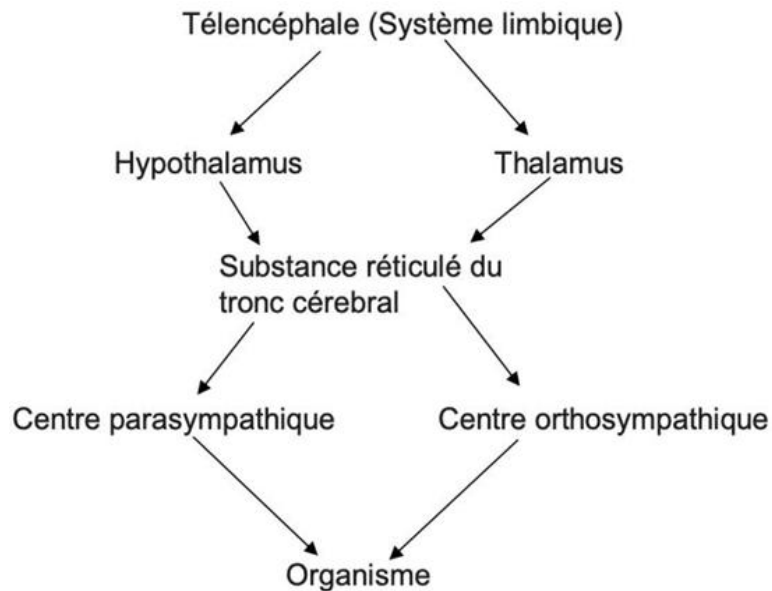 Télencéphale (Système limbique)
Hypothalamus
Thalamus
Substance réticulé du
tronc cérebral
Centre parasympathique
Centre orthosympathique
Organisme